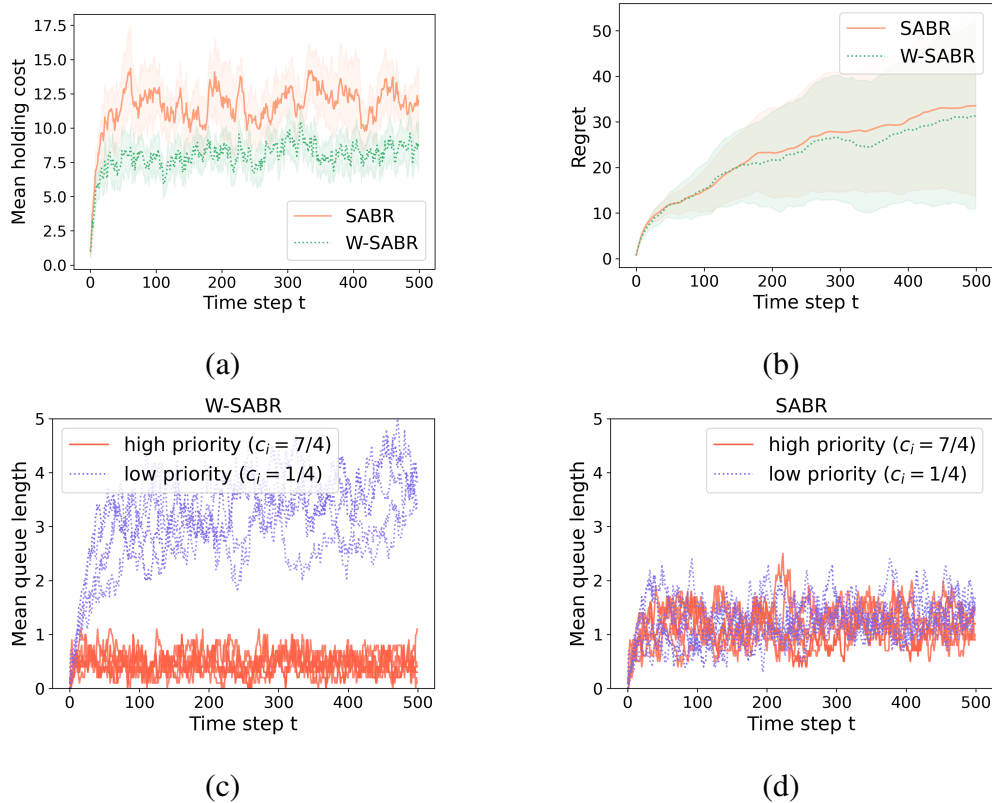 17.5
15.0
12.5
10.0
7.5
5.0
2.5
0.0
Mean holding cost
SABR
W-SABR
0 100 200 300 400 500
Time step t
(a)
50
40
30
20
10
0
Regret
SABR
W-SABR
0 100 200 300 400 500
Time step t
(b)
W-SABR
5
4
3
2
1
0
Mean queue length
high priority (c_i = 7/4)
low priority (c_i = 1/4)
0 100 200 300 400 500
Time step t
(c)
SABR
5
4
3
2
1
0
Mean queue length
high priority (c_i = 7/4)
low priority (c_i = 1/4)
0 100 200 300 400 500
Time step t
(d)